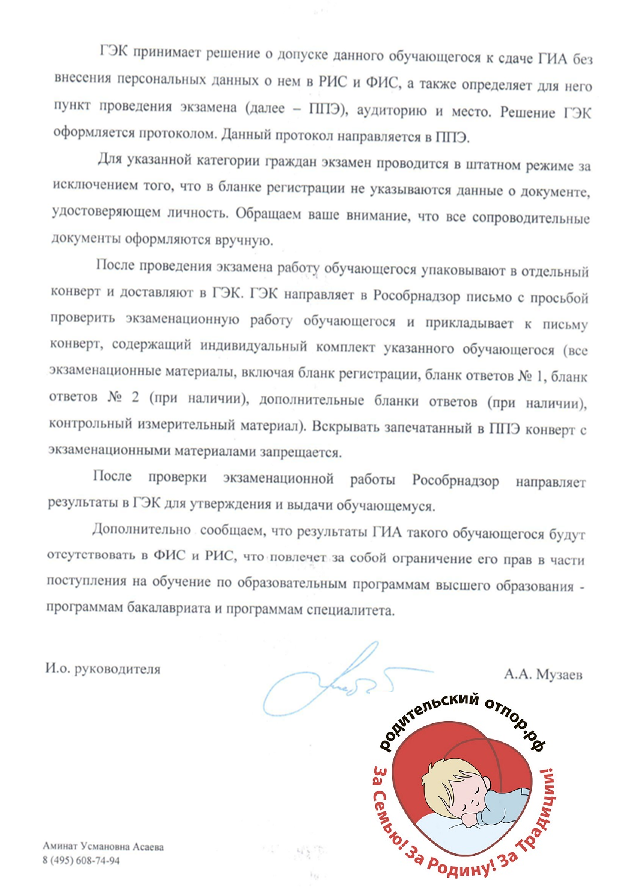 ГЭК принимает решение о допуске данного обучающегося к сдаче ГИА без
внесения персональных данных о нем в РИС и ФИС, а также определяет для него
пункт проведения экзамена (далее – ППЭ), аудиторию и место. Решение ГЭК
оформляется протоколом. Данный протокол направляется в ППЭ.
Для указанной категории граждан экзамен проводится в штатном режиме за
исключением того, что в бланке регистрации не указываются данные о документе,
удостоверяющем личность. Обращаем ваше внимание, что все сопроводительные
документы оформляются вручную.
После проведения экзамена работу обучающегося упаковывают в отдельный
конверт и доставляют в ГЭК. ГЭК направляет в Рособрнадзор письмо с просьбой
проверить экзаменационную работу обучающегося и прикладывает к письму
конверт, содержащий индивидуальный комплект указанного обучающегося (все
экзаменационные материалы, включая бланк регистрации, бланк ответов № 1, бланк
ответов № 2 (при наличии), дополнительные бланки ответов (при наличии),
контрольный измерительный материал). Вскрывать запечатанный в ППЭ конверт с
экзаменационными материалами запрещается.
После проверки экзаменационной работы Рособрнадзор направляет
результаты в ГЭК для утверждения и выдачи обучающемуся.
Дополнительно сообщаем, что результаты ГИА такого обучающегося будут
отсутствовать в ФИС и РИС, что повлечет за собой ограничение его прав в части
поступления на обучение по образовательным программам высшего образования -
программам бакалавриата и программам специалитета.
И.о. руководителя
А.А. Музаев
родительский отпор.рф
За Семью! За Родину! За Традиции!
Аминат Усмановна Асаева
8 (495) 608-74-94